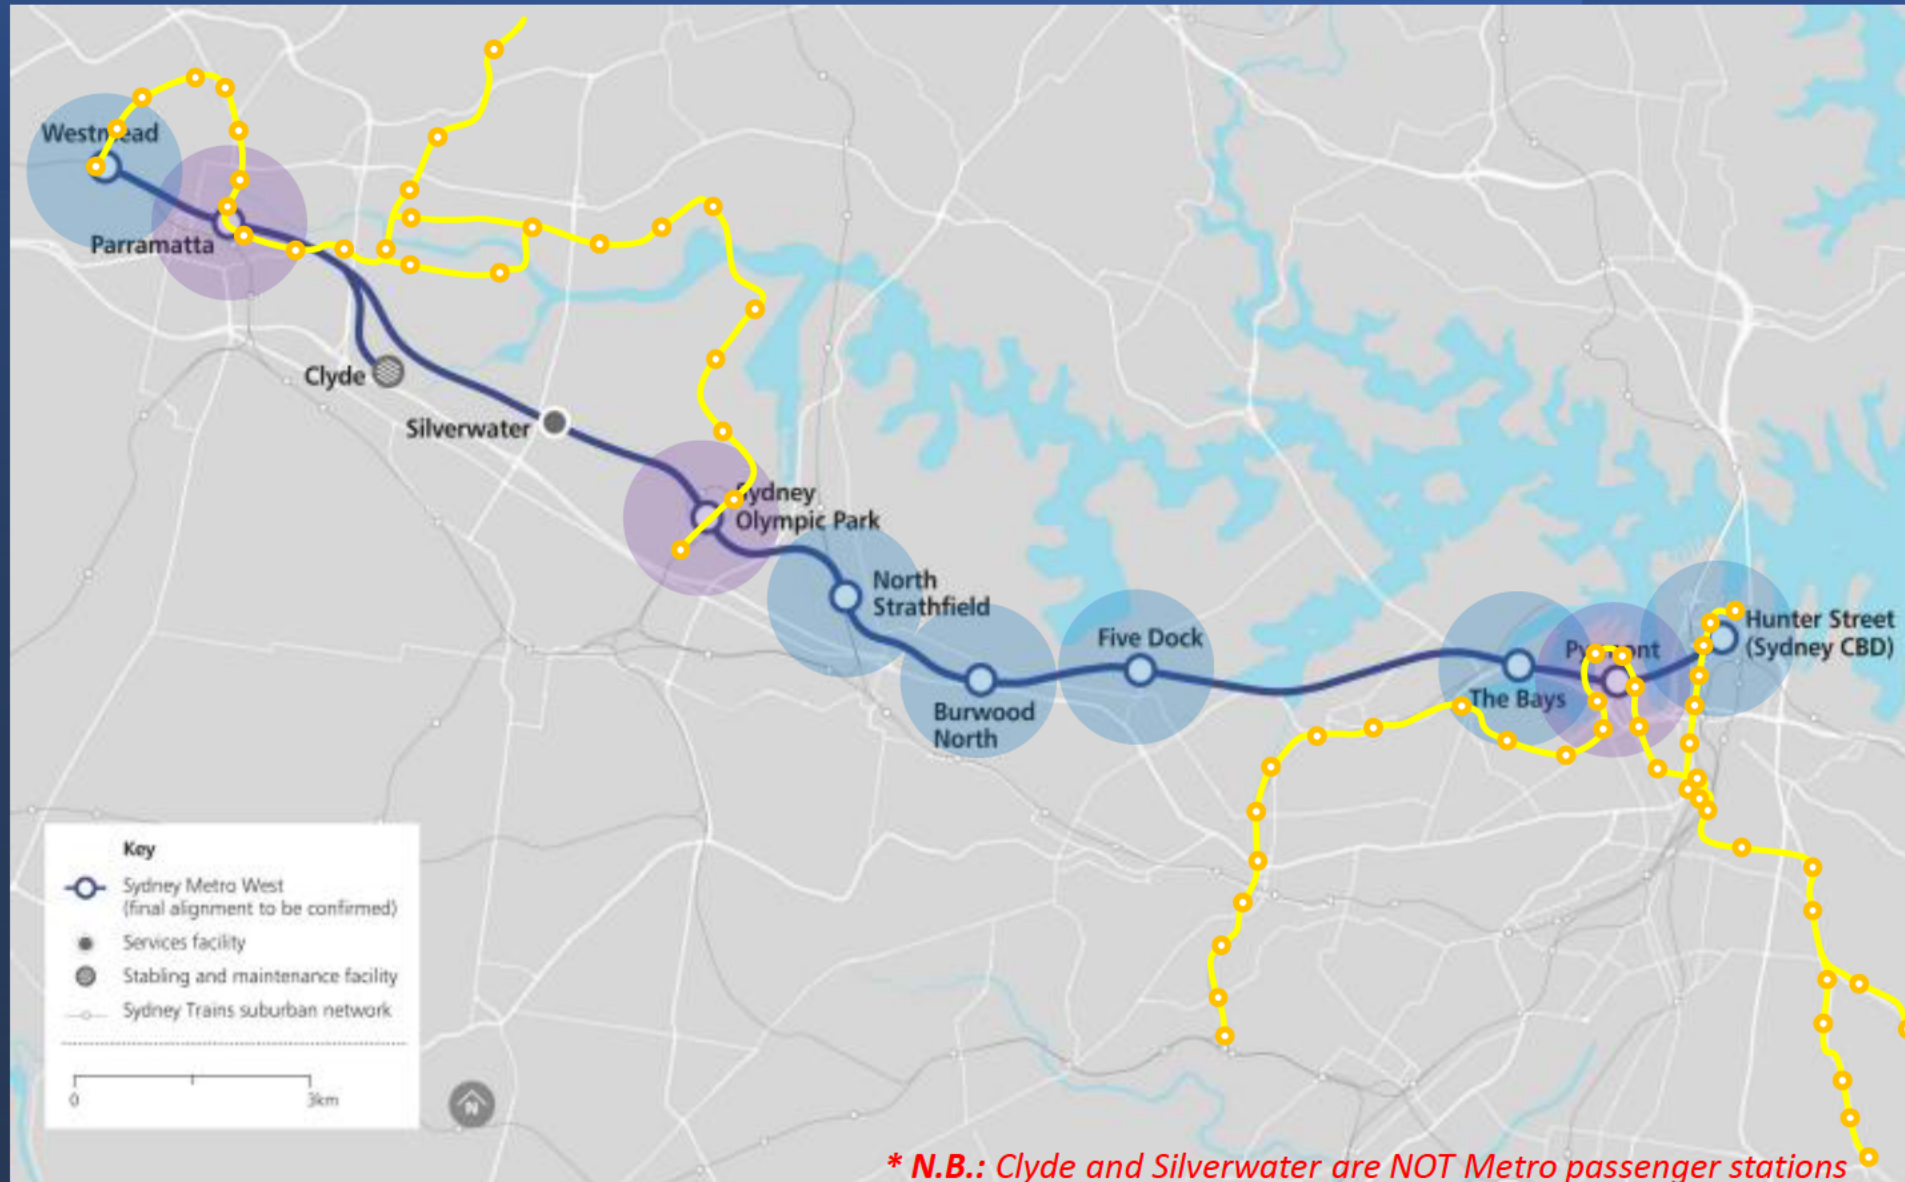 Westmead
Parramatta
Clyde
Silverwater
Sydney
Olympic Park
North
Strathfield
Burwood
North
Five Dock
The Bays
Pyrmont
Hunter Street
(Sydney CBD)
Key
Sydney Metro West
(final alignment to be confirmed)
Services facility
Stabling and maintenance facility
Sydney Trains suburban network
0
3km
N
* N.B.: Clyde and Silverwater are NOT Metro passenger stations